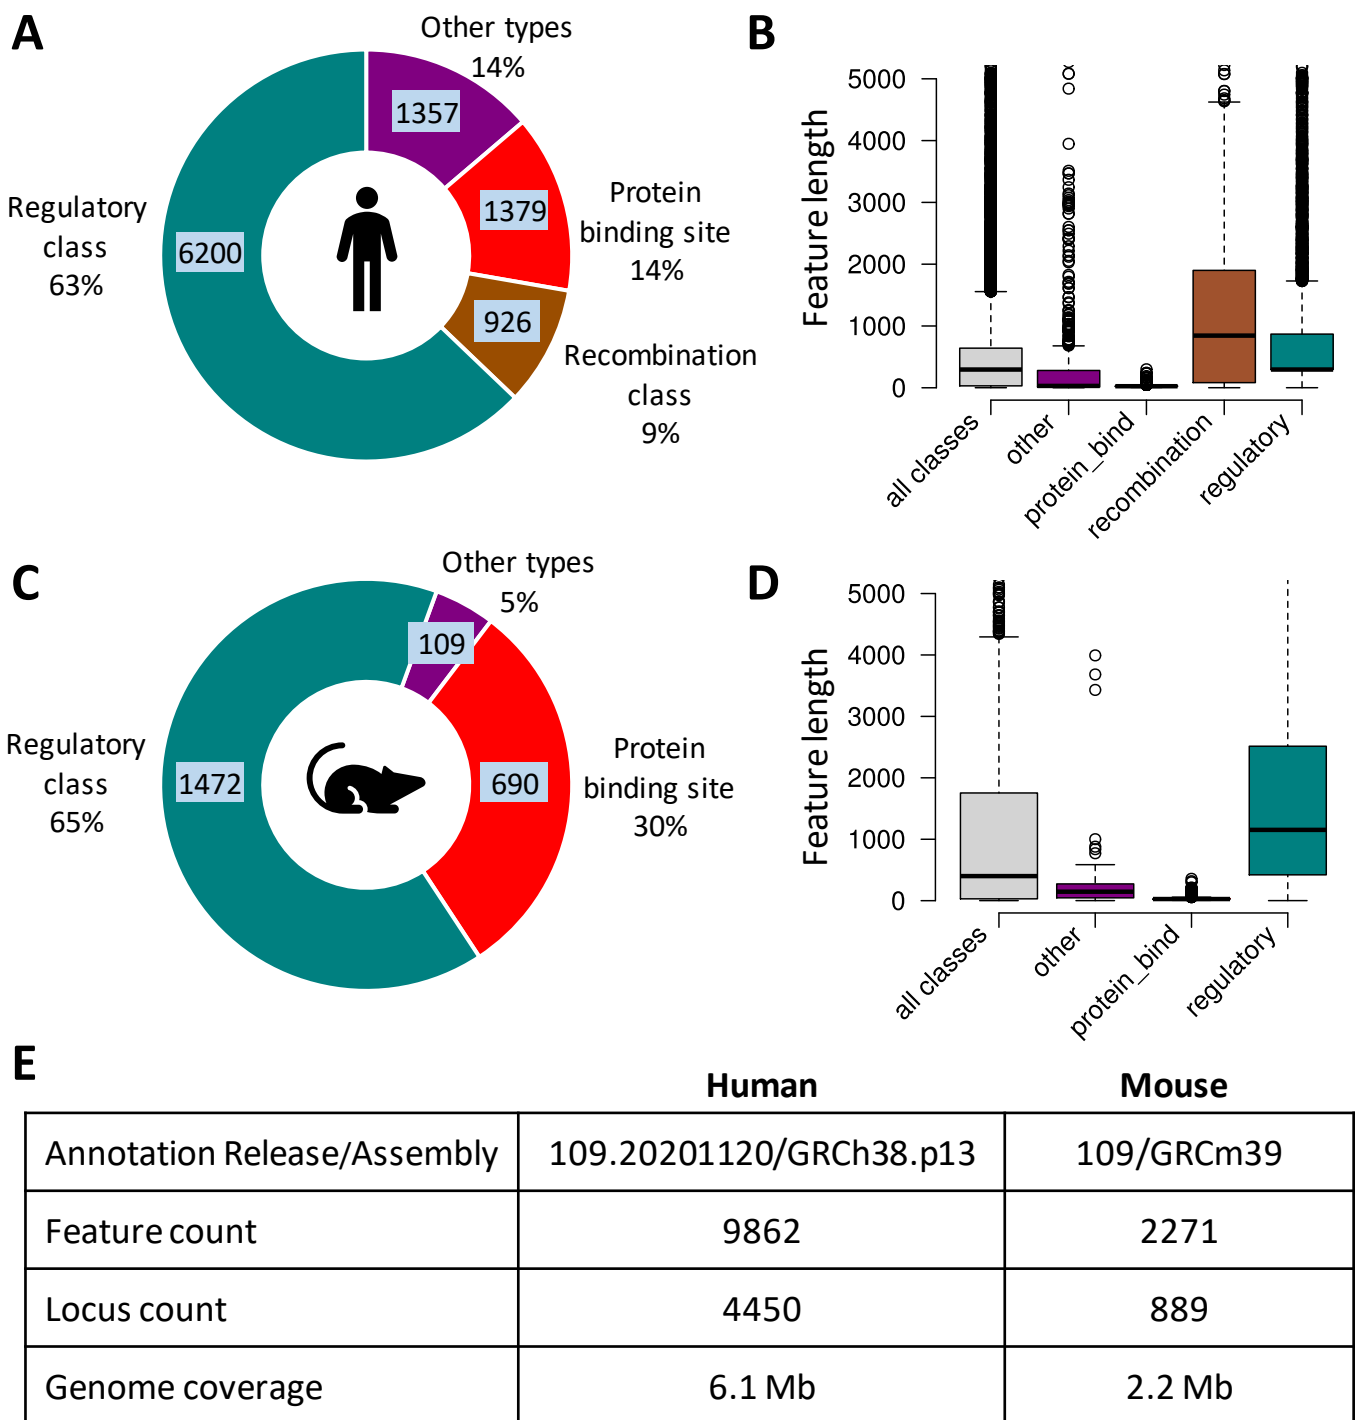 A
Other types
14%
1357
Protein
binding site
14%
1379
Regulatory
class
63%
6200
926
Recombination
class
9%
B
Feature length
5000
4000
3000
2000
1000
0
all classes
other
protein_bind
recombination
regulatory
C
Other types
5%
109
Regulatory
class
65%
1472
690
Protein
binding site
30%
D
Feature length
5000
4000
3000
2000
1000
0
all classes
other
protein_bind
regulatory
E
Human Mouse
Annotation Release/Assembly 109.20201120/GRCh38.p13 109/GRCm39
Feature count 9862 2271
Locus count 4450 889
Genome coverage 6.1 Mb 2.2 Mb